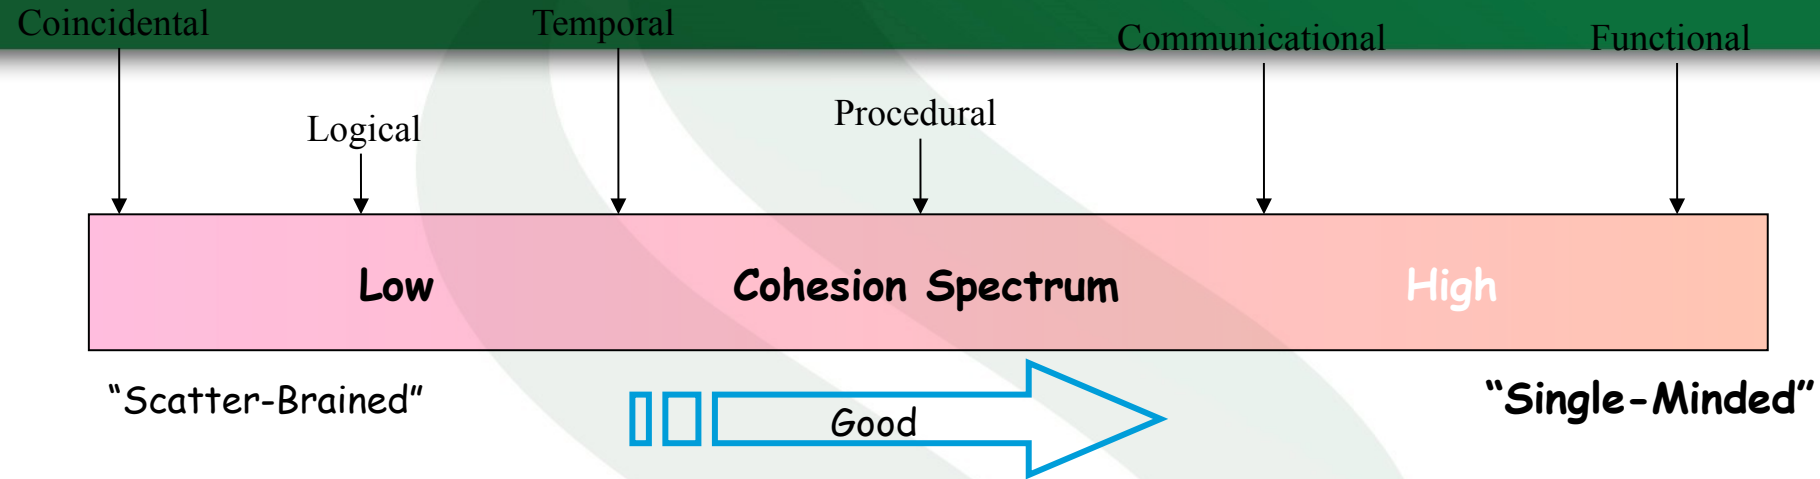 Coincidental
Temporal
Communicational
Functional
Logical
Procedural
Low
Cohesion Spectrum
High
“Scatter-Brained”
Good
“Single-Minded”